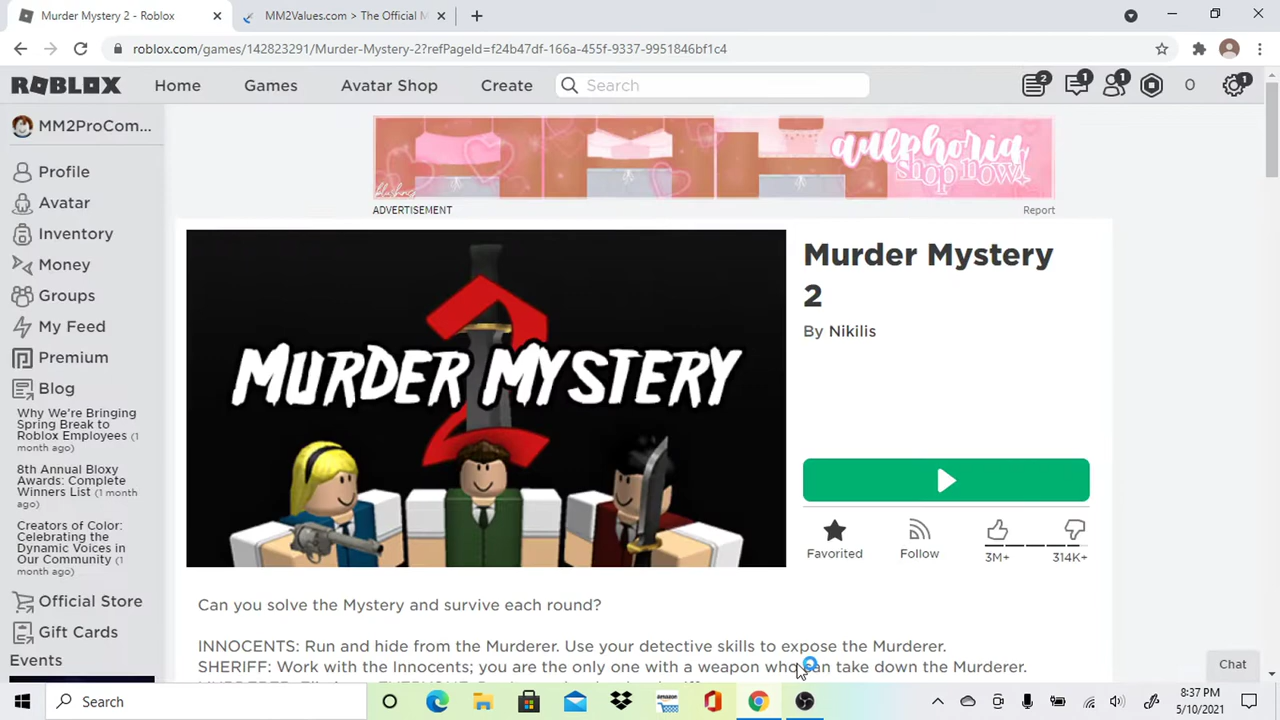 Murder Mystery 2 - Roblox
MM2Values.com > The Official M
roblox.com/games/142823291/Murder-Mystery-2?refPageId=f24b47df-166a-455f-9337-9951846bf1c4
ROBLOX
Home
Games
Avatar Shop
Create
Search
2
1
1
0
1
MM2ProCom...
Profile
Avatar
Inventory
Money
Groups
My Feed
Premium
Blog
Why We're Bringing
Spring Break to
Roblox Employees (1
month ago)
8th Annual Bloxy
Awards: Complete
Winners List (1 month
ago)
Creators of Color:
Celebrating the
Dynamic Voices in
Our Community (1
month ago)
Official Store
Gift Cards
Events
aulphoria
shop now!
ADVERTISEMENT
Report
2
MURDER MYSTERY
Murder Mystery
2
By Nikilis
Favorited
Follow
3M+
314K+
Can you solve the Mystery and survive each round?
INNOCENTS: Run and hide from the Murderer. Use your detective skills to expose the Murderer.
SHERIFF: Work with the Innocents; you are the only one with a weapon who can take down the Murderer.
Chat
Search
amazon
8:37 PM
5/10/2021